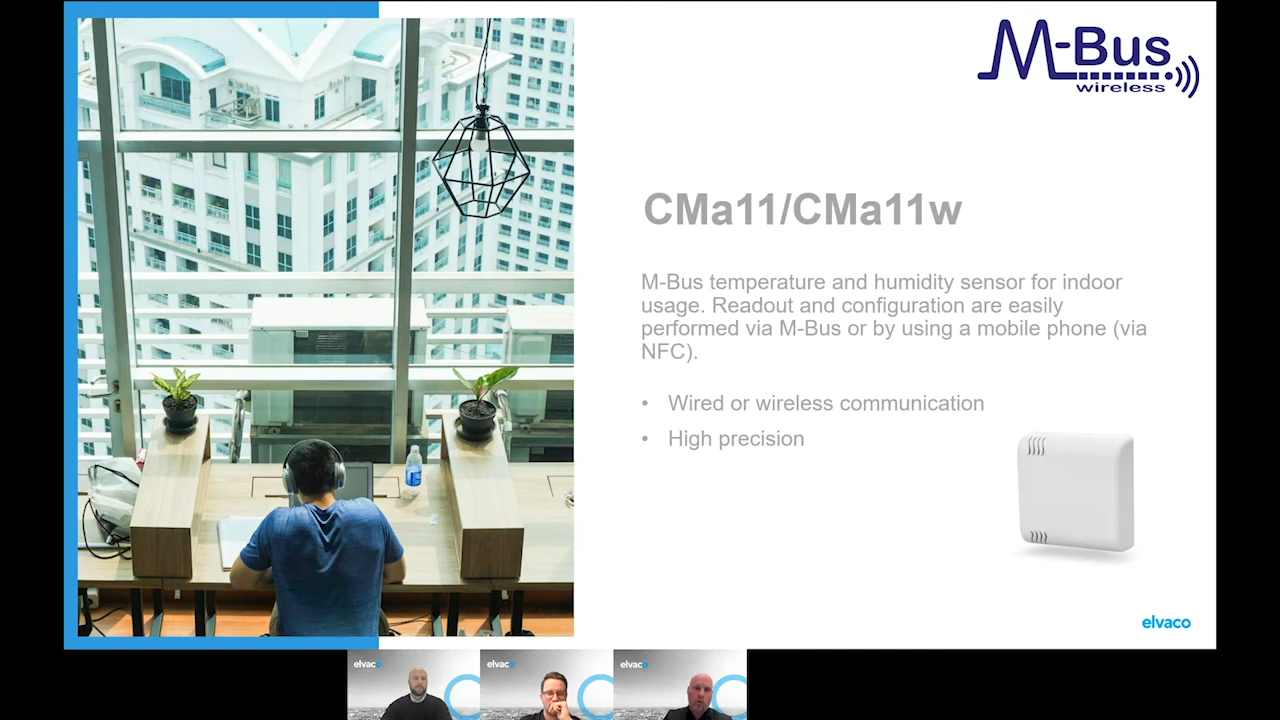 M-Bus
wireless
CMa11/CMa11w
M-Bus temperature and humidity sensor for indoor
usage. Readout and configuration are easily
performed via M-Bus or by using a mobile phone (via
NFC).
• Wired or wireless communication
• High precision
elvaco
elvaco
elvaco
elvaco